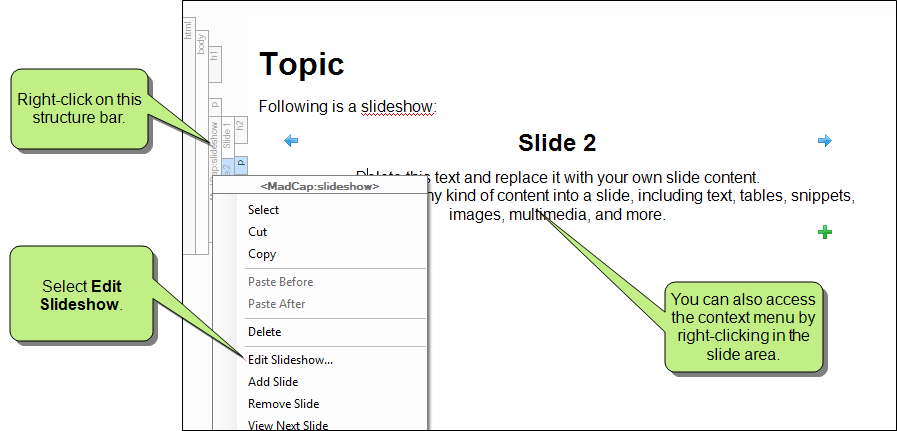 html
body
h1
Topic
p
Following is a slideshow:
Slide 1
h2
Slide 2
p
Delete this text and replace it with your own slide content.
ny kind of content into a slide, including text, tables, snippets,
images, multimedia, and more.
Right-click on this
structure bar.
<MadCap:slideshow>
Select
Cut
Copy
Paste Before
Paste After
Delete
Edit Slideshow...
Add Slide
Remove Slide
View Next Slide
Select Edit
Slideshow.
You can also access
the context menu by
right-clicking in the
slide area.